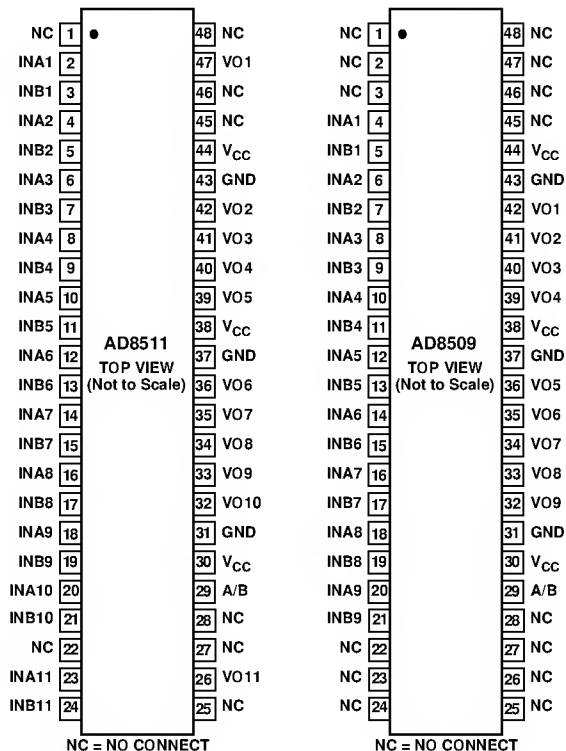 NC 1 48 NC
INA1 2 47 VO1
INB1 3 46 NC
INA2 4 45 NC
INB2 5 44 VCC
INA3 6 43 GND
INB3 7 42 VO2
INA4 8 41 VO3
INB4 9 40 VO4
INA5 10 39 VO5
INB5 11 38 VCC
AD8511
INA6 12 37 GND
TOP VIEW
INB6 13 (Not to Scale) 36 VO6
INA7 14 35 VO7
INB7 15 34 VO8
INA8 16 33 VO9
INB8 17 32 VO10
INA9 18 31 GND
INB9 19 30 VCC
INA10 20 29 A/B
INB10 21 28 NC
NC 22 27 NC
INA11 23 26 VO11
INB11 24 25 NC
NC = NO CONNECT
NC 1 48 NC
NC 2 47 NC
NC 3 46 NC
INA1 4 45 NC
INB1 5 44 VCC
INA2 6 43 GND
INB2 7 42 VO1
INA3 8 41 VO2
INB3 9 40 VO3
INA4 10 39 VO4
INB4 11 38 VCC
AD8509
INA5 12 37 GND
TOP VIEW
INB5 13 (Not to Scale) 36 VO5
INA6 14 35 VO6
INB6 15 34 VO7
INA7 16 33 VO8
INB7 17 32 VO9
INA8 18 31 GND
INB8 19 30 VCC
INA9 20 29 A/B
INB9 21 28 NC
NC 22 27 NC
NC 23 26 NC
NC 24 25 NC
NC = NO CONNECT